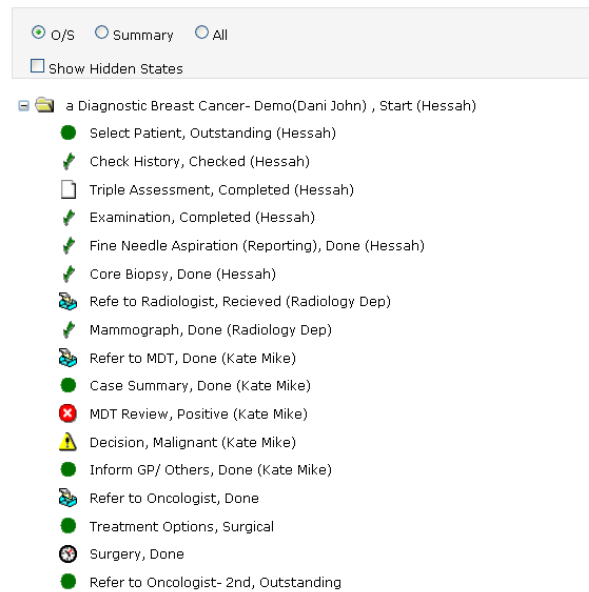 O/S Summary All
Show Hidden States
a Diagnostic Breast Cancer- Demo(Dani John) , Start (Hessah)
Select Patient, Outstanding (Hessah)
Check History, Checked (Hessah)
Triple Assessment, Completed (Hessah)
Examination, Completed (Hessah)
Fine Needle Aspiration (Reporting), Done (Hessah)
Core Biopsy, Done (Hessah)
Refe to Radiologist, Recieved (Radiology Dep)
Mammograph, Done (Radiology Dep)
Refer to MDT, Done (Kate Mike)
Case Summary, Done (Kate Mike)
MDT Review, Positive (Kate Mike)
Decision, Malignant (Kate Mike)
Inform GP/ Others, Done (Kate Mike)
Refer to Oncologist, Done
Treatment Options, Surgical
Surgery, Done
Refer to Oncologist- 2nd, Outstanding